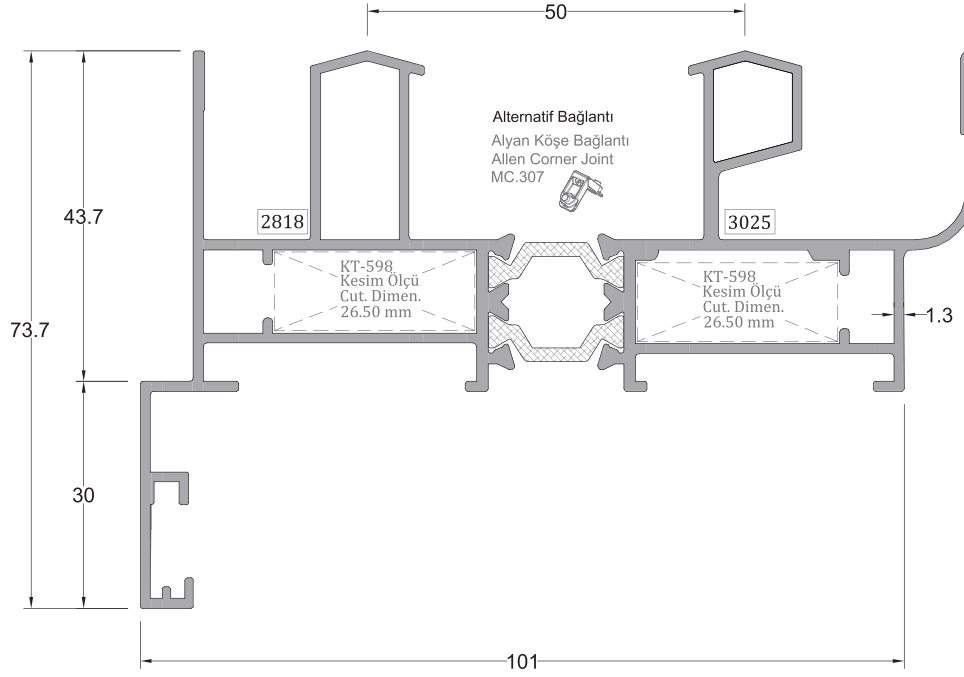 50
Alternatif Bağlantı
Alyan Köşe Bağlantı
Allen Corner Joint
MC.307
43.7
2818
3025
KT-598
Kesim Ölçü
Cut. Dimen.
26.50 mm
KT-598
Kesim Ölçü
Cut. Dimen.
26.50 mm
1.3
73.7
30
101